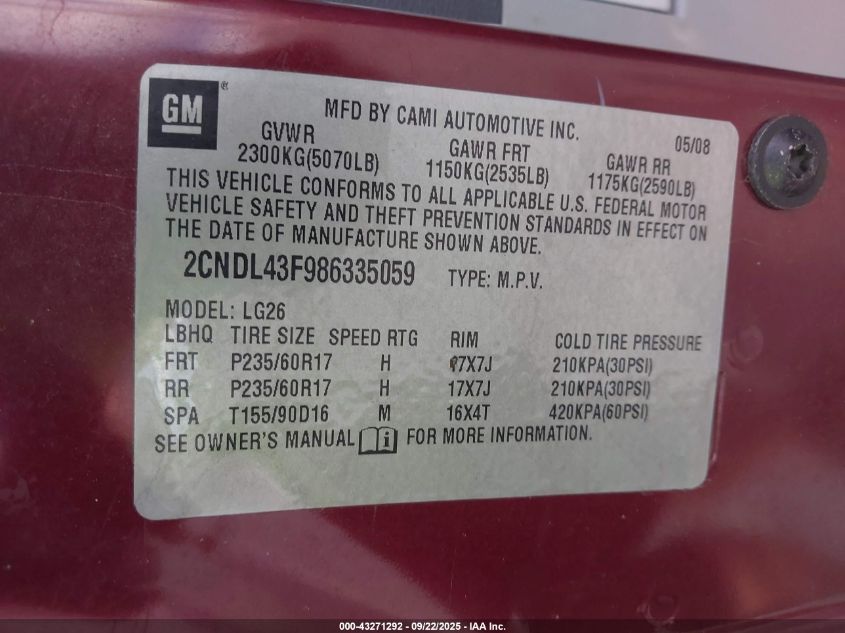 GM ®
MFD BY CAMI AUTOMOTIVE INC.
05/08
GVWR GAWR FRT GAWR RR
2300KG(5070LB) 1150KG(2535LB) 1175KG(2590LB)
THIS VEHICLE CONFORMS TO ALL APPLICABLE U.S. FEDERAL MOTOR
VEHICLE SAFETY AND THEFT PREVENTION STANDARDS IN EFFECT ON
THE DATE OF MANUFACTURE SHOWN ABOVE.
2CNDL43F986335059 TYPE: M.P.V.
MODEL: LG26
LBHQ TIRE SIZE SPEED RTG RIM COLD TIRE PRESSURE
FRT P235/60R17 H 17X7J 210KPA(30PSI)
RR P235/60R17 H 17X7J 210KPA(30PSI)
SPA T155/90D16 M 16X4T 420KPA(60PSI)
SEE OWNER'S MANUAL i FOR MORE INFORMATION.
000-43271292 - 09/22/2025 - IAA Inc.